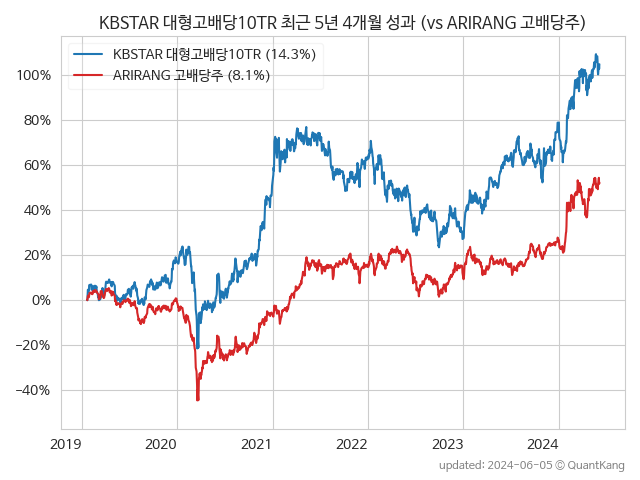 KBSTAR 대형고배당10TR 최근 5년 4개월 성과 (vs ARIRANG 고배당주)
KBSTAR 대형고배당10TR (14.3%)
ARIRANG 고배당주 (8.1%)
100%
80%
60%
40%
20%
0%
−20%
−40%
2019 2020 2021 2022 2023 2024
updated: 2024-06-05 © QuantKang